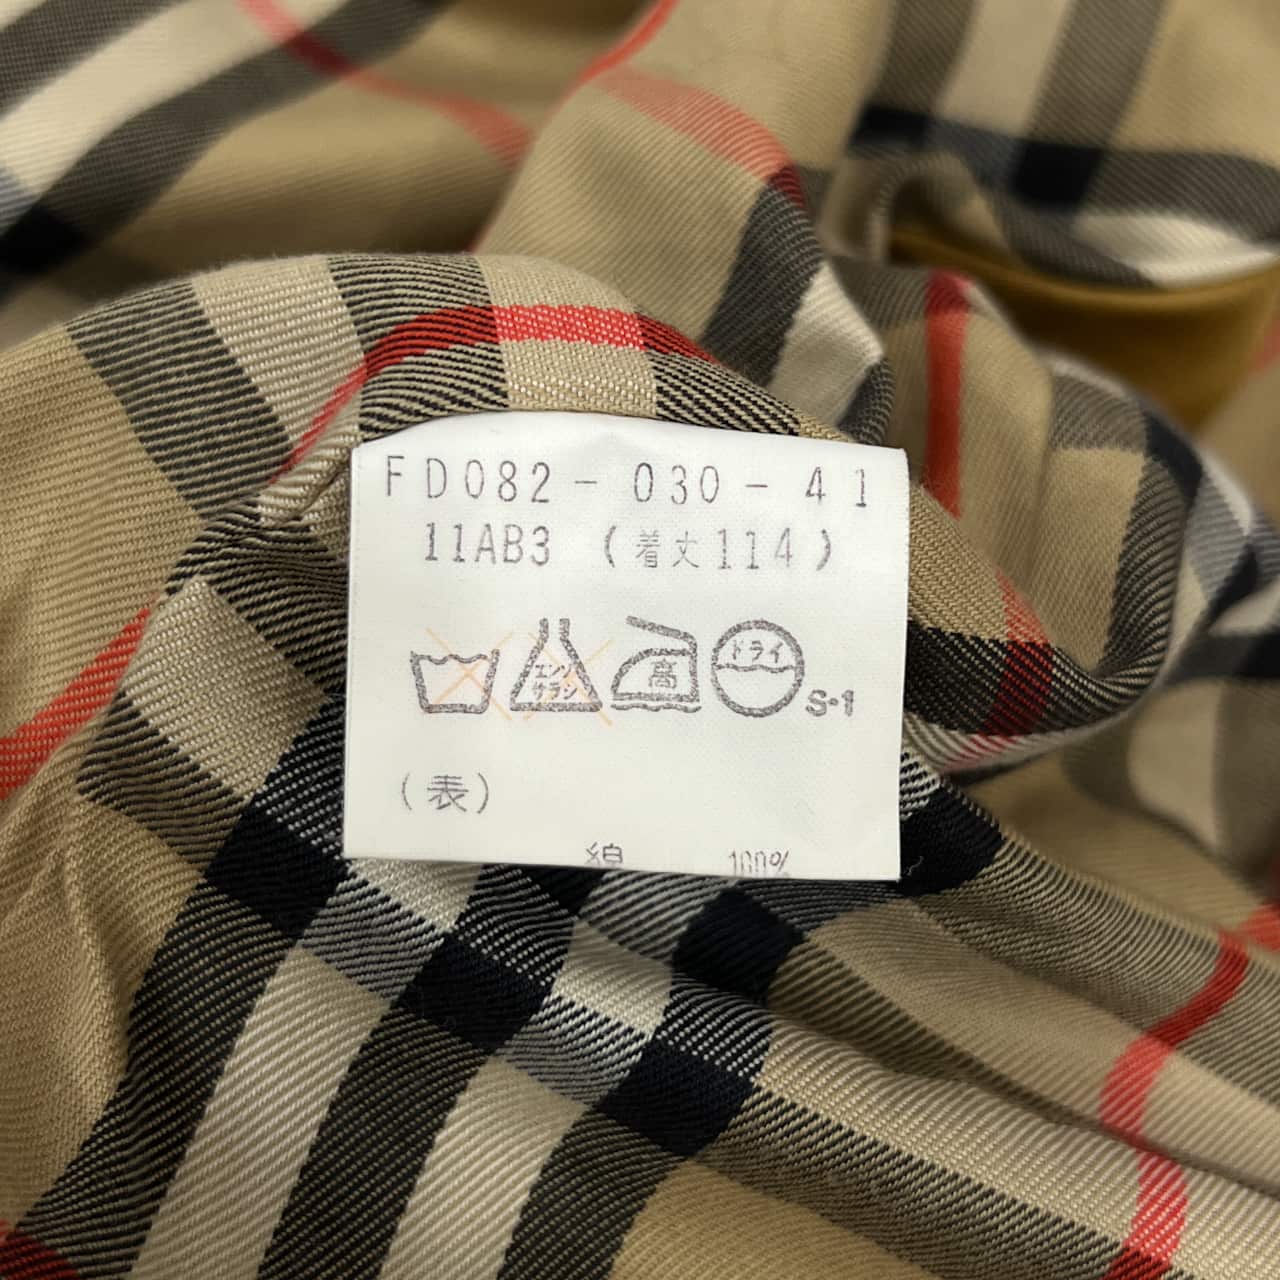 FD082-030-41
11AB3 (着丈114)
エンソ
サラシ
高
ドライ
S-1
(表)
綿 100%